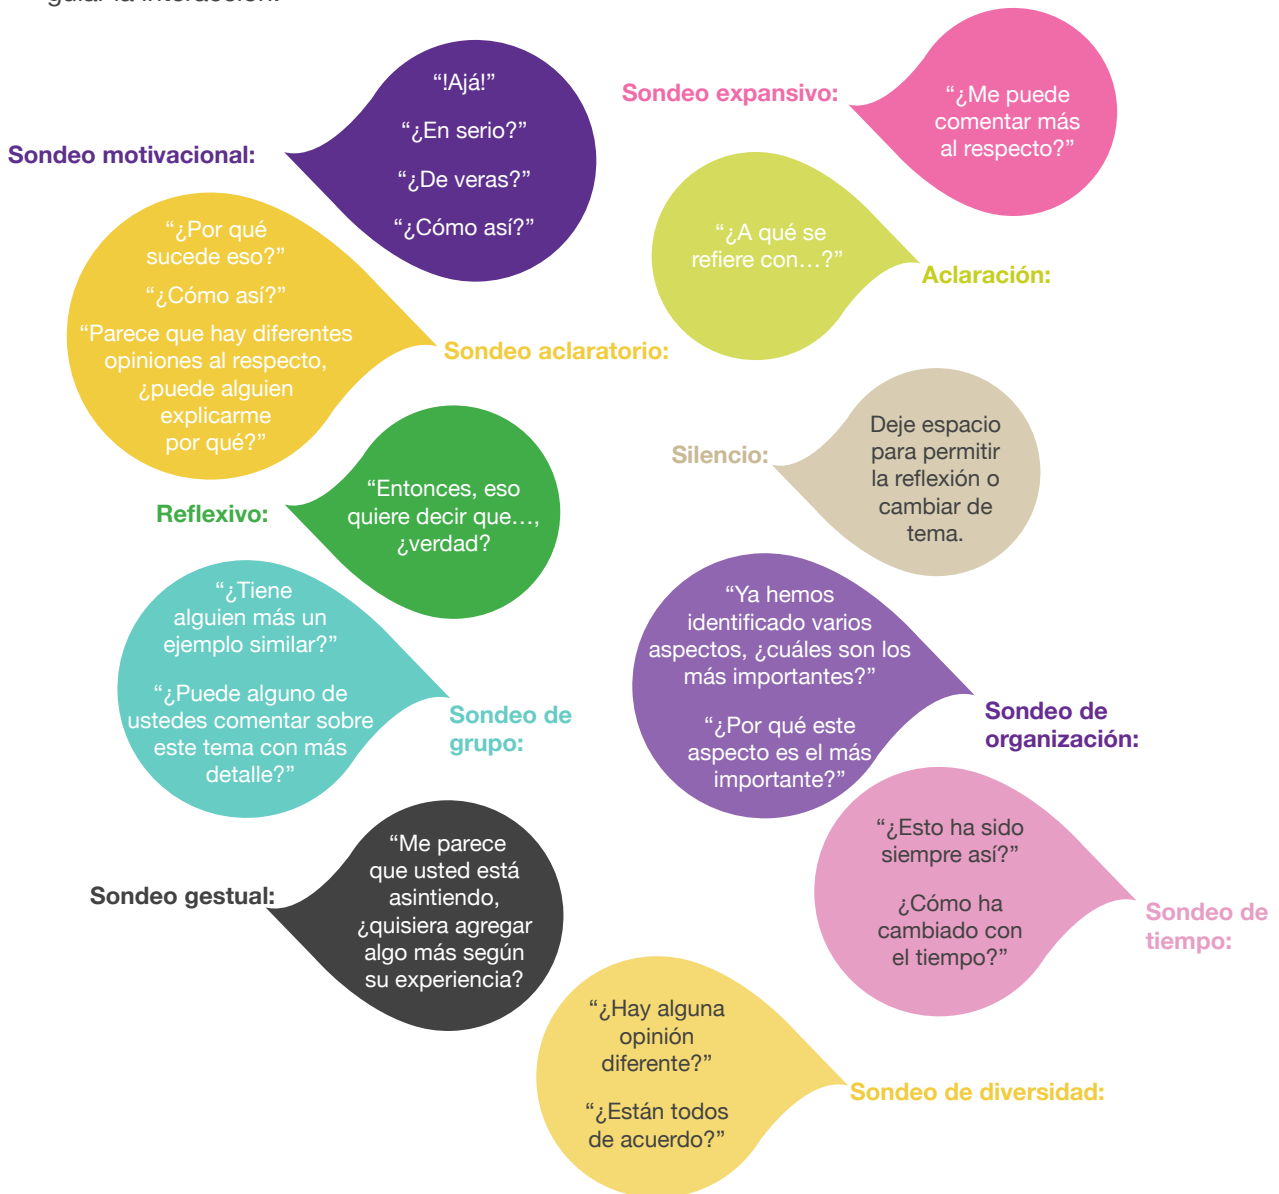 guiar la interacción.
Sondeo motivacional:
“!Ajá!”
“¿En serio?”
“¿De veras?”
“¿Cómo así?”
Sondeo expansivo:
“¿Me puede
comentar más
al respecto?”
“¿Por qué
sucede eso?”
“¿Cómo así?”
“Parece que hay diferentes
opiniones al respecto,
¿puede alguien
explicarme
por qué?”
Sondeo aclaratorio:
“¿A qué se
refiere con…?”
Aclaración:
Reflexivo:
“Entonces, eso
quiere decir que…,
¿verdad?
Silencio:
Deje espacio
para permitir
la reflexión o
cambiar de
tema.
“¿Tiene
alguien más un
ejemplo similar?”
“¿Puede alguno de
ustedes comentar sobre
este tema con más
detalle?”
Sondeo de
grupo:
“Ya hemos
identificado varios
aspectos, ¿cuáles son los
más importantes?”
“¿Por qué este
aspecto es el más
importante?”
Sondeo de
organización:
Sondeo gestual:
“Me parece
que usted está
asintiendo,
¿quisiera agregar
algo más según
su experiencia?
“¿Esto ha sido
siempre así?”
¿Cómo ha
cambiado con
el tiempo?”
Sondeo de
tiempo:
“¿Hay alguna
opinión
diferente?”
“¿Están todos
de acuerdo?”
Sondeo de diversidad: